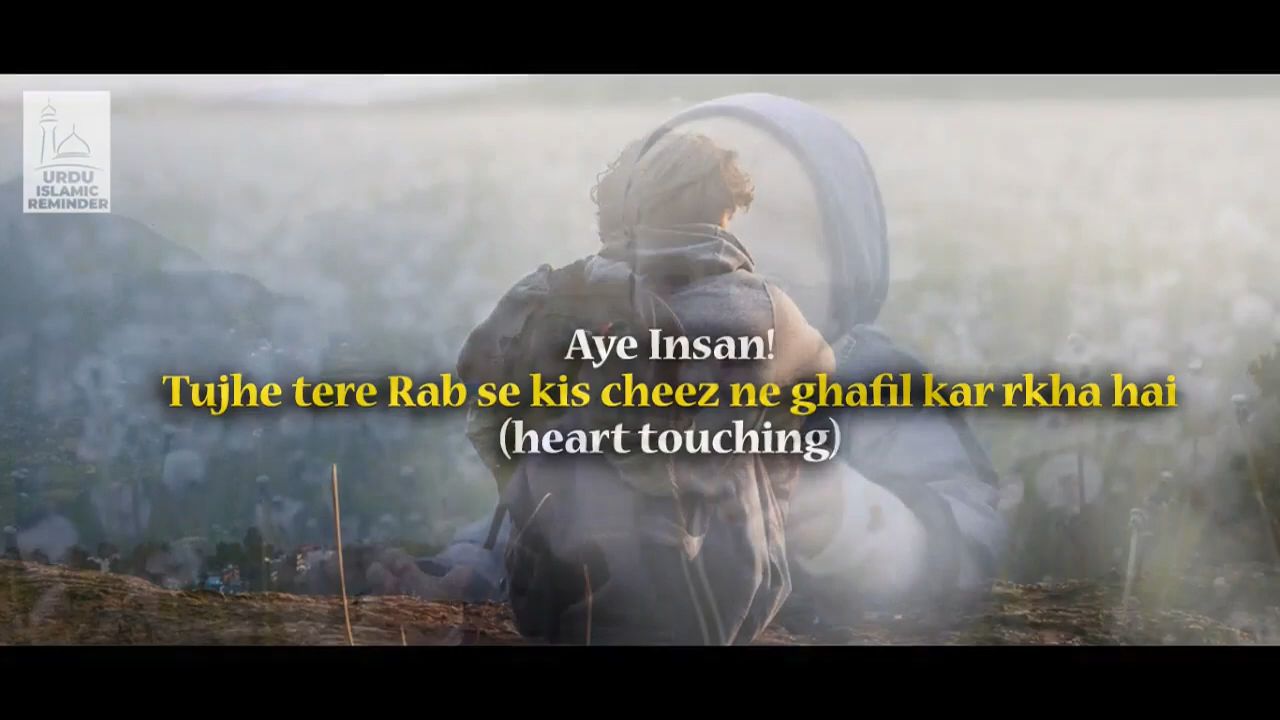 URDU
ISLAMIC
REMINDER
Aye Insan!
Tujhe tere Rab se kis cheez ne ghafil kar rkha hai
(heart touching)